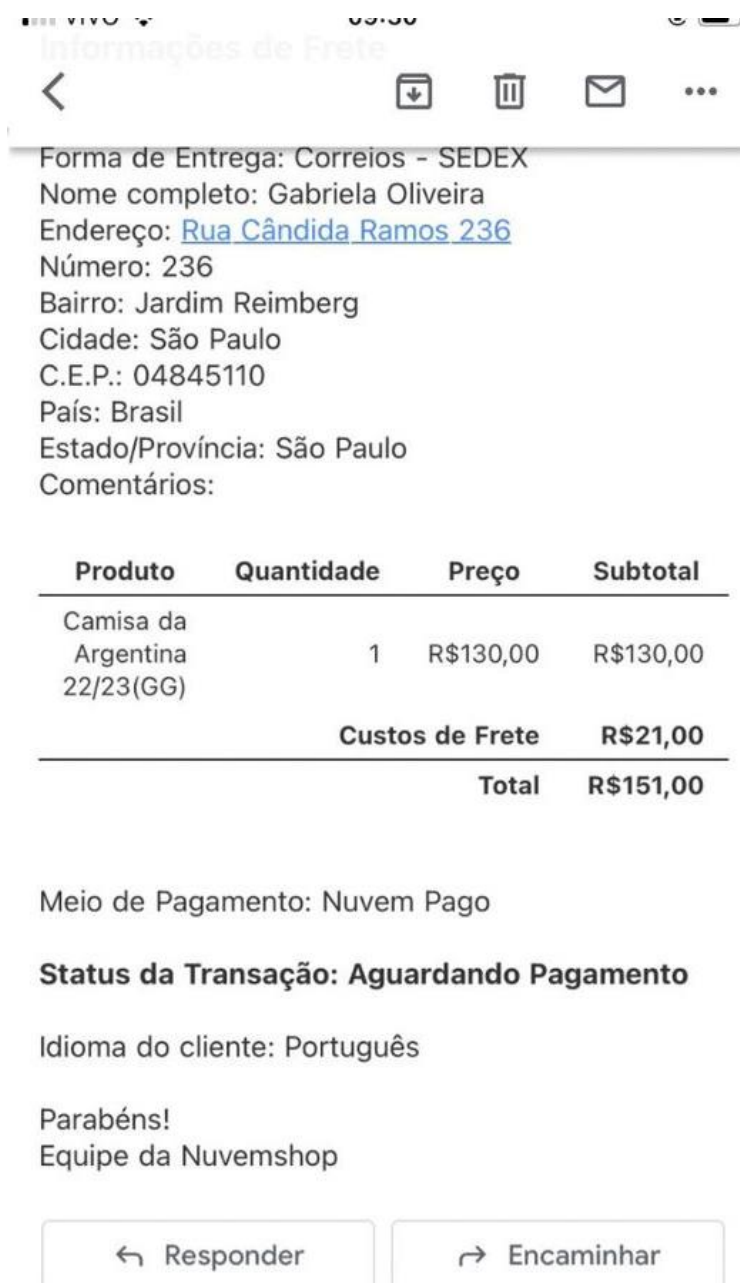 Informações de Frete
Forma de Entrega: Correios - SEDEX
Nome completo: Gabriela Oliveira
Endereço: Rua Cândida Ramos 236
Número: 236
Bairro: Jardim Reimberg
Cidade: São Paulo
C.E.P.: 04845110
País: Brasil
Estado/Província: São Paulo
Comentários:
Produto Quantidade Preço Subtotal
Camisa da
Argentina 1 R$130,00 R$130,00
22/23(GG)
Custos de Frete R$21,00
Total R$151,00
Meio de Pagamento: Nuvem Pago
Status da Transação: Aguardando Pagamento
Idioma do cliente: Português
Parabéns!
Equipe da Nuvemshop
Responder Encaminhar